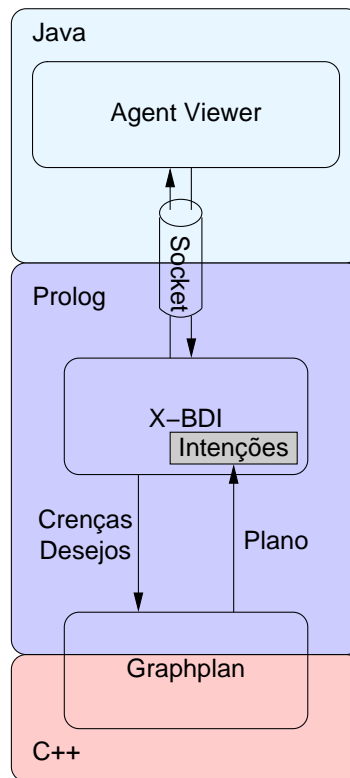 Java
Agent Viewer
Socket
Prolog
X−BDI
Intenções
Crenças
Desejos
Plano
Graphplan
C++